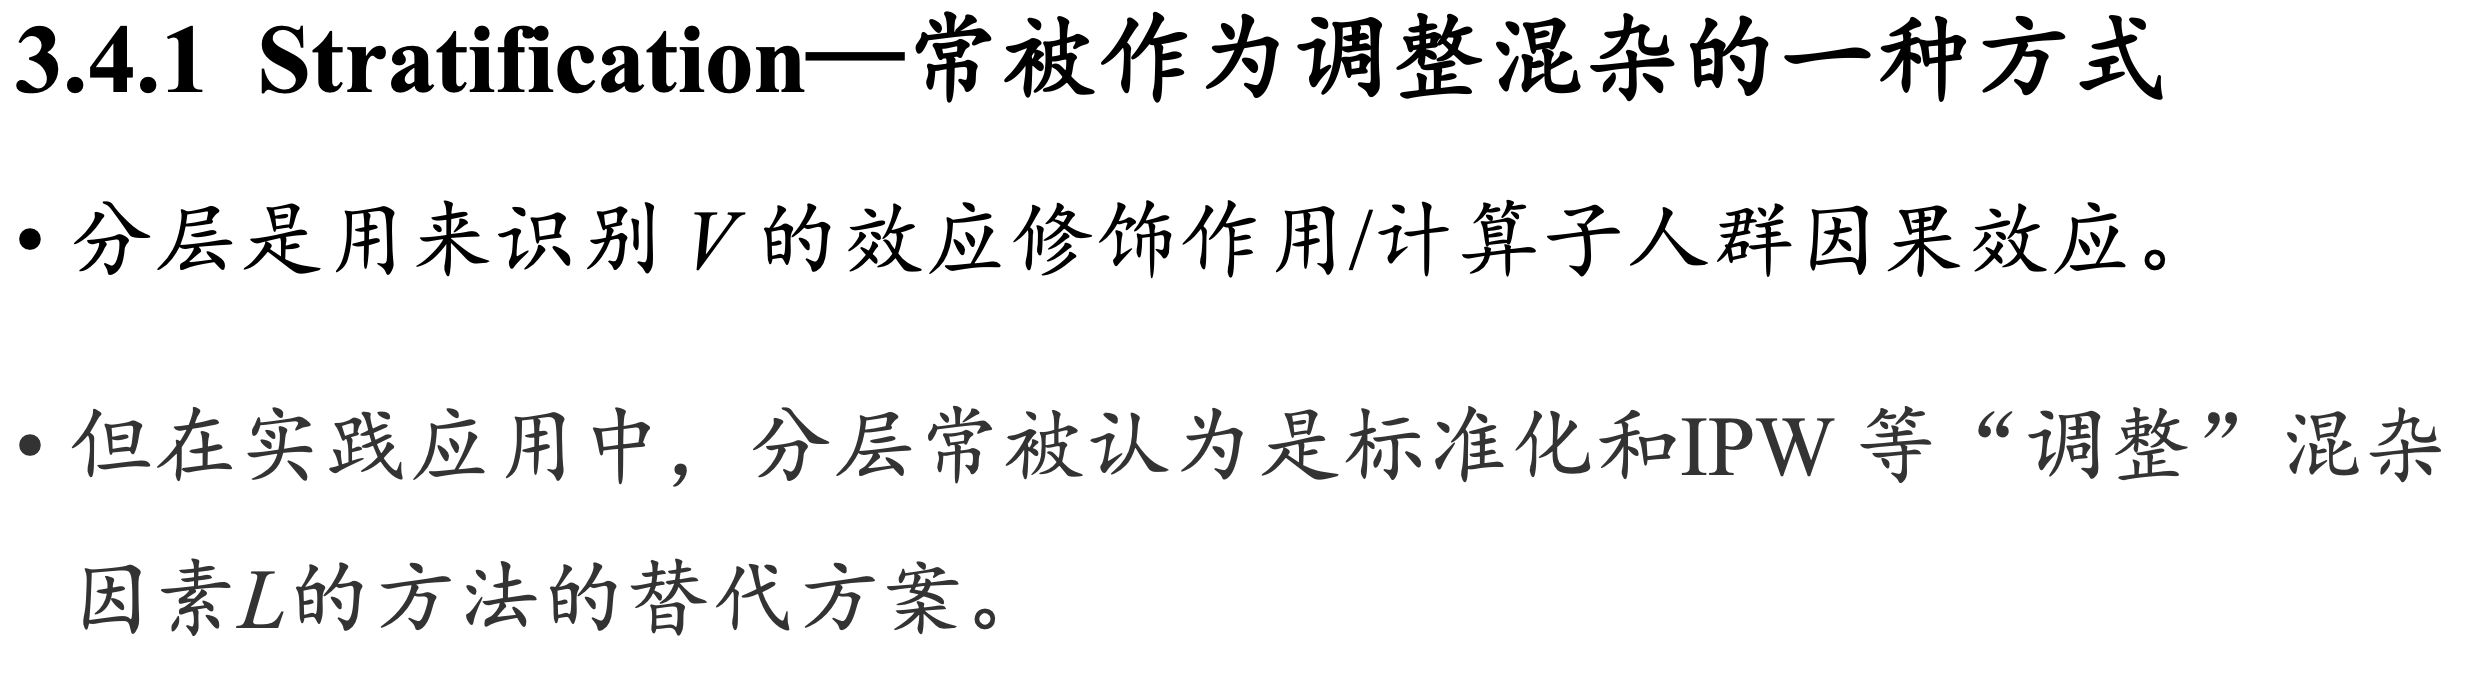 3.4.1 Stratification—常被作为调整混杂的一种方式
• 分层是用来识别 V 的效应修饰作用/计算子人群因果效应。
• 但在实践应用中，分层常被认为是标准化和IPW 等“调整”混杂
因素L的方法的替代方案。